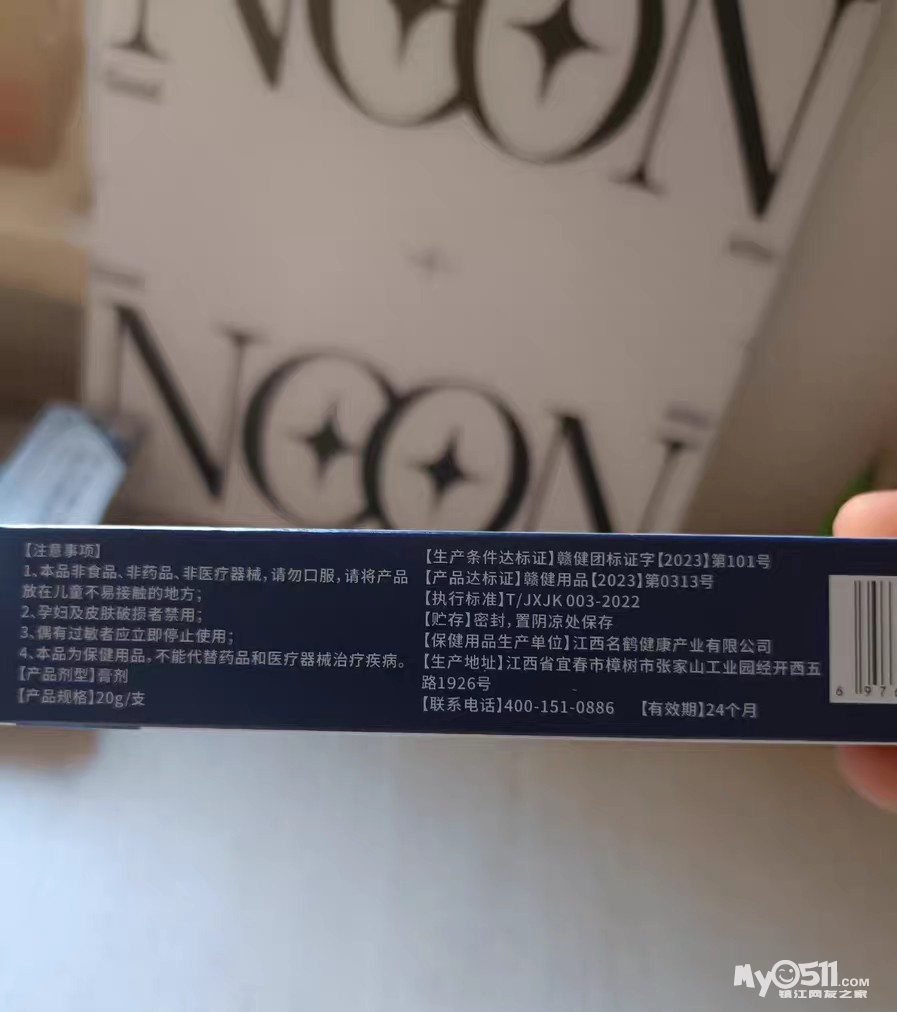 NOON
NOON
【注意事项】
1、本品非食品、非药品、非医疗器械,请勿口服,请将产品
放在儿童不易接触的地方;
2、孕妇及皮肤破损者禁用;
3、偶有过敏者应立即停止使用;
4、本品为保健用品,不能代替药品和医疗器械治疗疾病。
【产品剂型】膏剂
【产品规格】20g/支
【生产条件达标证】赣健团标证字【2023】第101号
【产品达标证】赣健用品【2023】第0313号
【执行标准】T/JXJK 003-2022
【贮存】密封,置阴凉处保存
【保健用品生产单位】江西名鹤健康产业有限公司
【生产地址】江西省宜春市樟树市张家山工业园经开西五
路1926号
【联系电话】400-151-0886 【有效期】24个月
6 976
My0511.COM
镇江网友之家